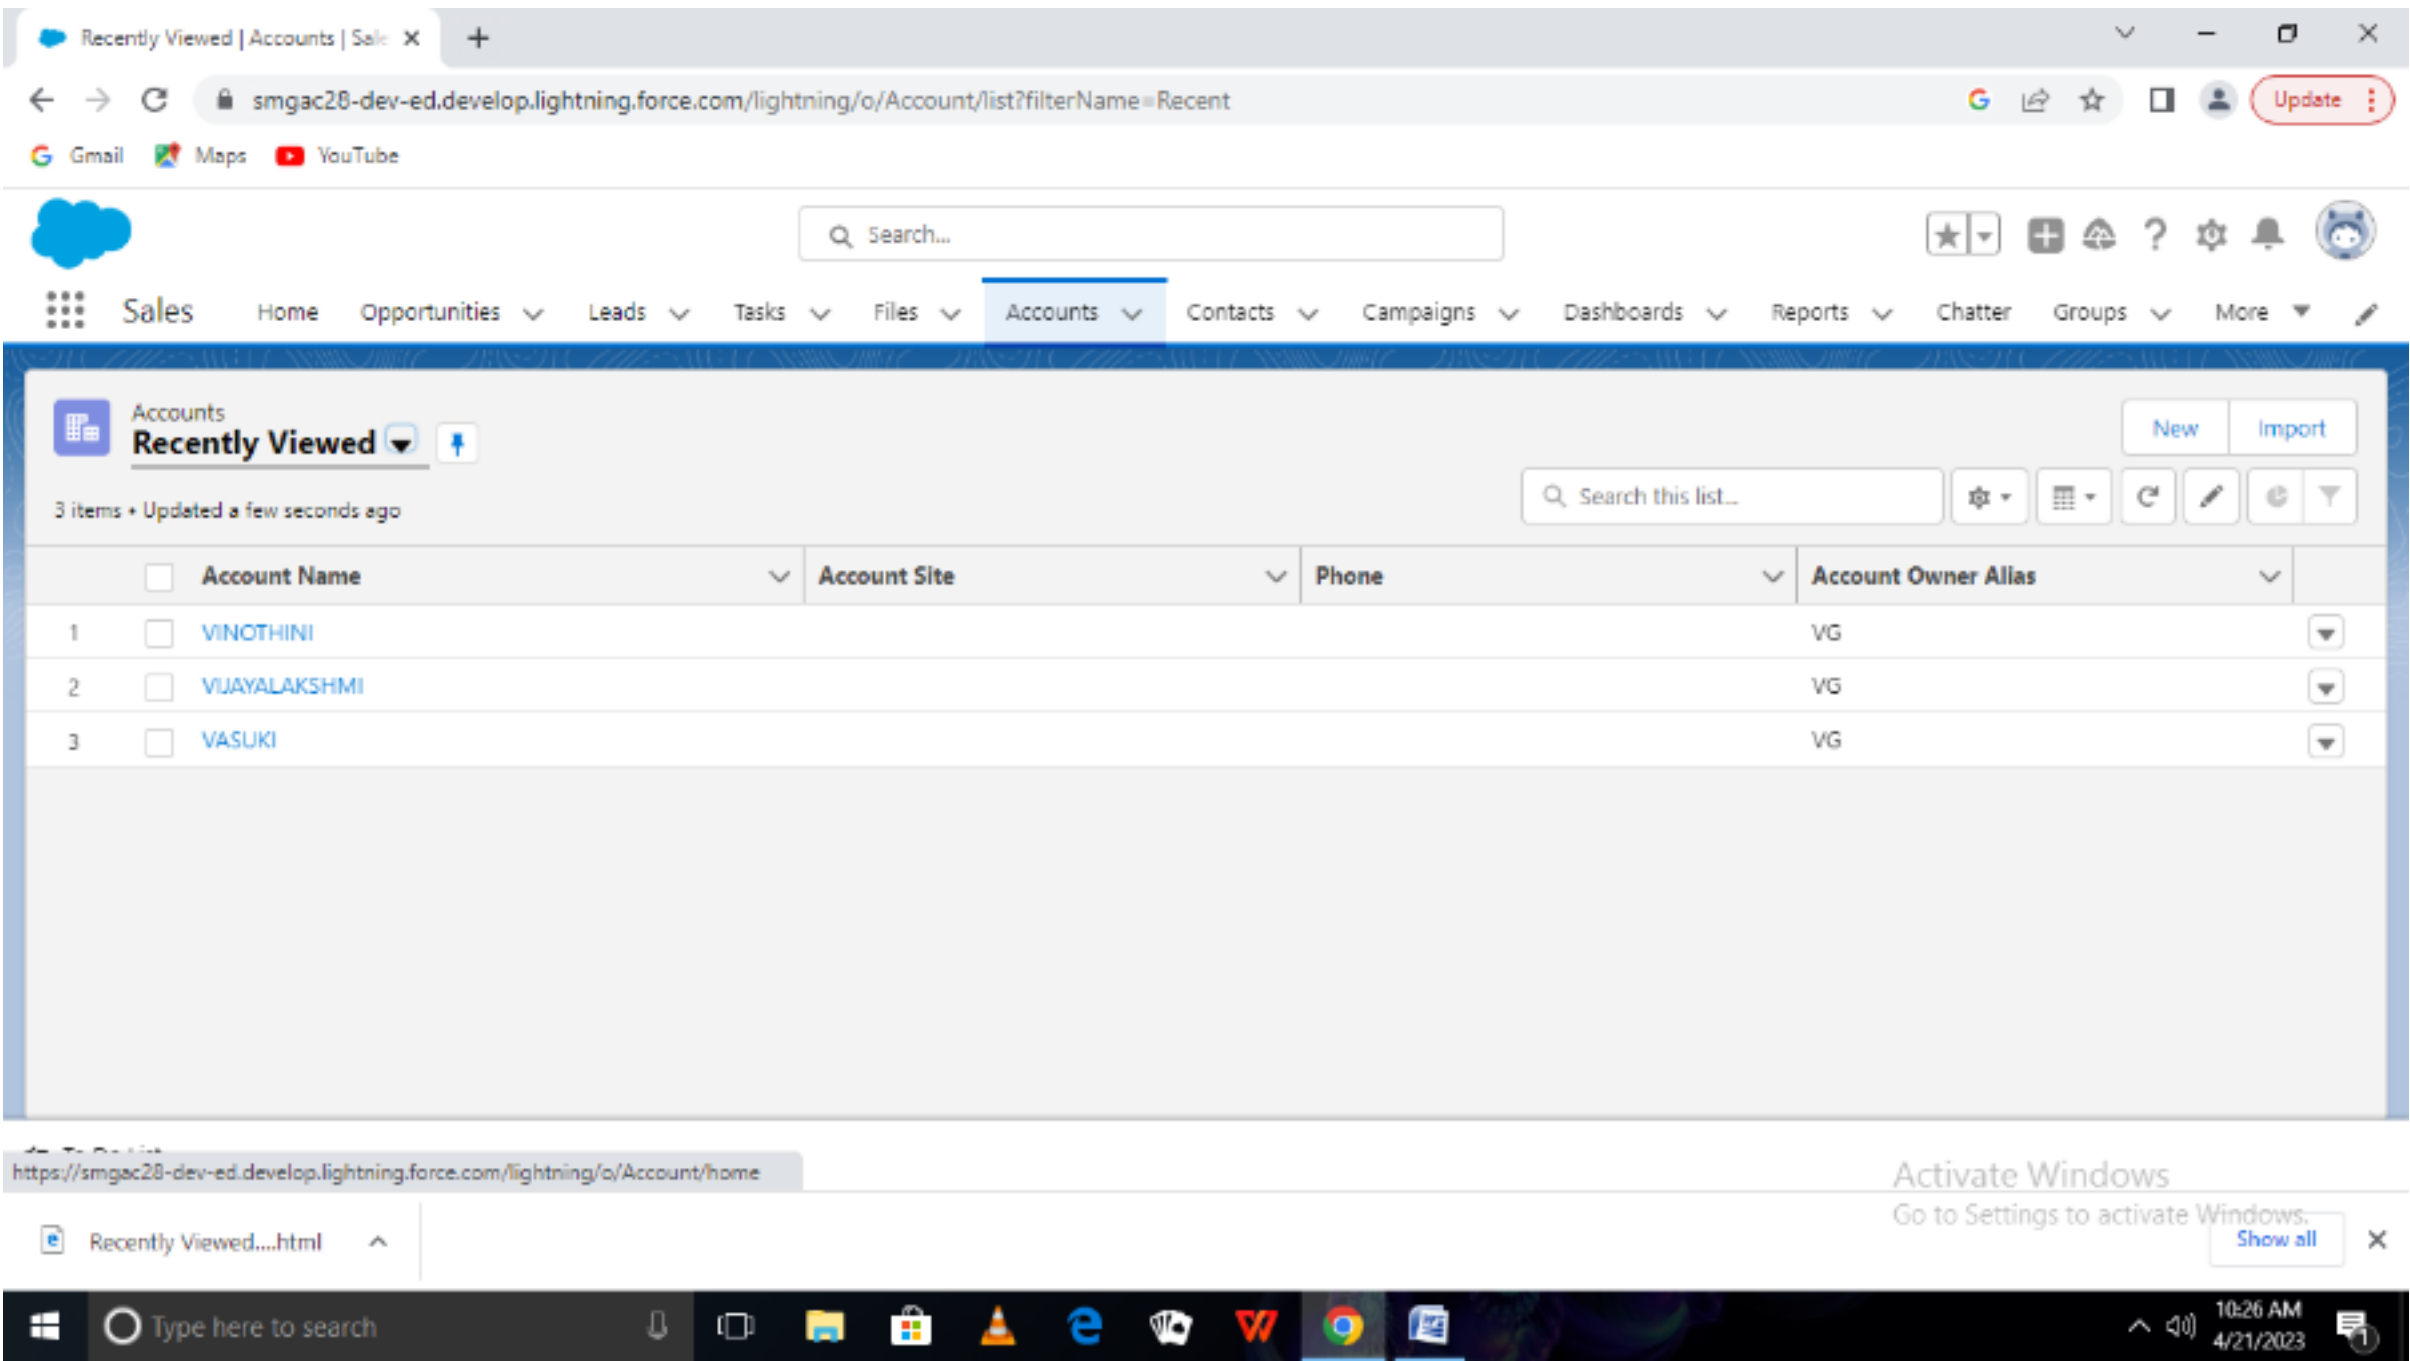 Recently Viewed | Accounts | Sale
smgac28-dev-ed.develop.lightning.force.com/lightning/o/Account/list?filterName=Recent
Update
Gmail Maps YouTube
Search...
Sales Home Opportunities Leads Tasks Files Accounts Contacts Campaigns Dashboards Reports Chatter Groups More
Accounts
Recently Viewed
New Import
3 items • Updated a few seconds ago
Search this list...
Account Name Account Site Phone Account Owner Alias
1 VINOTHINI VG
2 VIJAYALAKSHMI VG
3 VASUKI VG
To Do List
https://smgac28-dev-ed.develop.lightning.force.com/lightning/o/Account/home
Activate Windows
Go to Settings to activate Windows.
Recently Viewed....html
Show all
Type here to search
10:26 AM
4/21/2023
1